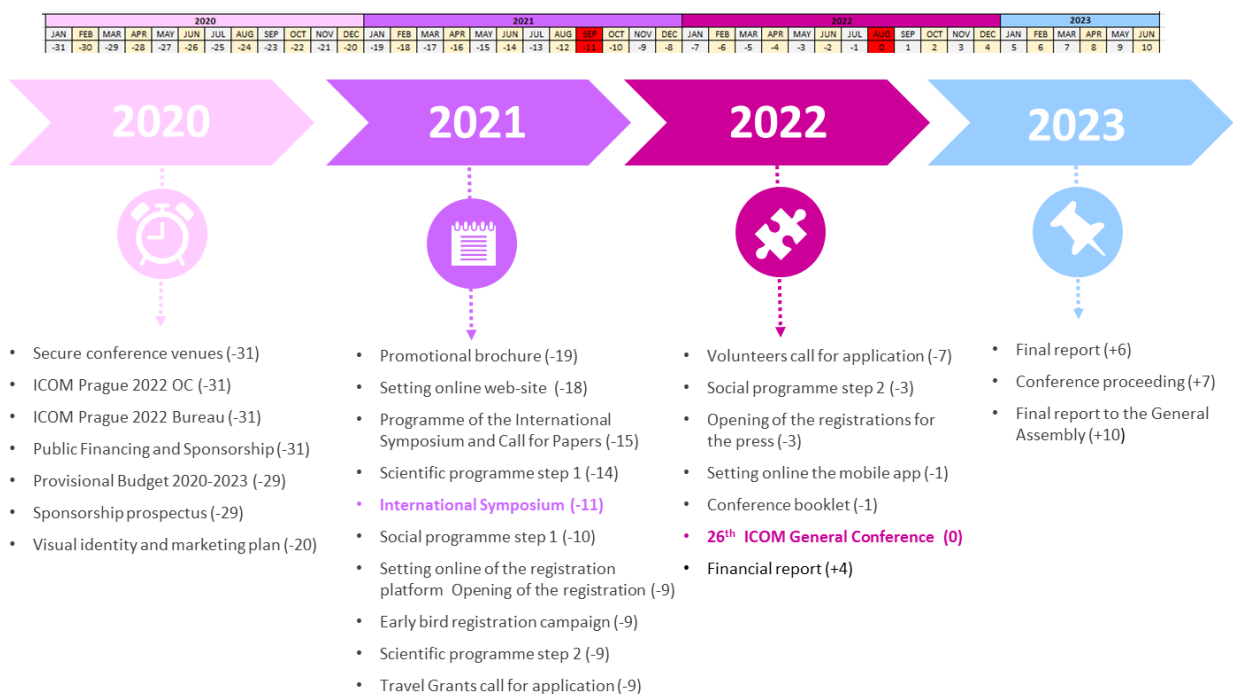 2020 2021 2022 2023
JAN FEB MAR APR MAY JUN JUL AUG SEP OCT NOV DEC JAN FEB MAR APR MAY JUN JUL AUG SEP OCT NOV DEC JAN FEB MAR APR MAY JUN JUL AUG SEP OCT NOV DEC JAN FEB MAR APR MAY JUN
-31 -30 -29 -28 -27 -26 -25 -24 -23 -22 -21 -20 -19 -18 -17 -16 -15 -14 -13 -12 -11 -10 -9 -8 -7 -6 -5 -4 -3 -2 -1 0 1 2 3 4 5 6 7 8 9 10
2020
2021
2022
2023
• Secure conference venues (-31)
• ICOM Prague 2022 OC (-31)
• ICOM Prague 2022 Bureau (-31)
• Public Financing and Sponsorship (-31)
• Provisional Budget 2020-2023 (-29)
• Sponsorship prospectus (-29)
• Visual identity and marketing plan (-20)
• Promotional brochure (-19)
• Setting online web-site (-18)
• Programme of the International
Symposium and Call for Papers (-15)
• Scientific programme step 1 (-14)
• International Symposium (-11)
• Social programme step 1 (-10)
• Setting online of the registration
platform Opening of the registration (-9)
• Early bird registration campaign (-9)
• Scientific programme step 2 (-9)
• Travel Grants call for application (-9)
• Volunteers call for application (-7)
• Social programme step 2 (-3)
• Opening of the registrations for
the press (-3)
• Setting online the mobile app (-1)
• Conference booklet (-1)
• 26th ICOM General Conference (0)
• Financial report (+4)
• Final report (+6)
• Conference proceeding (+7)
• Final report to the General
Assembly (+10)